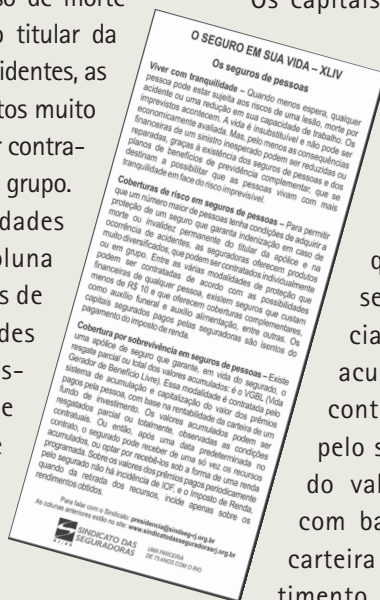 so de morte
o titular da
identes, as
tos muito
r contra-
grupo.
dades
oluna
s de
des
s-
e
Os capitais
O SEGURO EM SUA VIDA – XLIV
Os seguros de pessoas
Viver com tranquilidade – Quando menos espera, qualquer
pessoa pode estar sujeita aos riscos de uma lesão, morte por
acidente ou uma redução em sua capacidade de trabalho. Os
imprevistos acontecem. A vida é insubstituível e não pode ser
economicamente avaliada. Mas, pelo menos as consequências
financeiras de um sinistro inesperado podem ser reduzidas ou
reparadas, graças à existência dos seguros de pessoas e dos
planos de benefícios de previdência complementar, que se
destinam a possibilitar que as pessoas vivam com mais
tranquilidade em face do risco imprevisível.
Coberturas de risco em seguros de pessoas – Para permitir
que um número maior de pessoas tenha condições de adquirir a
proteção de um seguro que garanta indenização em caso de
morte ou invalidez permanente do titular da apólice e na
ocorrência de acidentes, as seguradoras oferecem produtos
muito diversificados, que podem ser contratados individualmente
ou em grupo. Entre as várias modalidades de proteção que
podem ser contratadas de acordo com as possibilidades
financeiras de qualquer pessoa, existem seguros que custam
menos de R$ 10 e que oferecem coberturas complementares,
como auxílio funeral e auxílio alimentação, entre outras. Os
capitais segurados pagos pelas seguradoras são isentos do
pagamento do imposto de renda.
Cobertura por sobrevivência em seguros de pessoas – Existe
uma apólice de seguro que garante, em vida do segurado, o
resgate parcial ou total dos valores acumulados: é o VGBL (Vida
Gerador de Benefício Livre). Essa modalidade é contratada pelo
sistema de acumulação e capitalização do valor dos prêmios
pagos pela pessoa, com base na rentabilidade da carteira de um
fundo de investimento. Os valores acumulados podem ser
resgatados parcial ou totalmente, observadas as condições
contratuais. Ou então, após uma data predeterminada no
contrato, o segurado pode receber de uma só vez os recursos
acumulados, ou optar por recebê-los sob a forma de uma renda
programada. Sobre os valores dos prêmios pagos periodicamente
pelo segurado não há incidência de IOF, e o Imposto de Renda,
quando da retirada dos recursos, incide apenas sobre os
rendimentos obtidos.
Para falar com o Sindicato: presidencia@sindseg-rj.org.br
As colunas anteriores estão no site: www.sindicatodasseguradorasrj.org.br
SINDICATO DAS
SEGURADORAS
UMA PARCERIA
DE 75 ANOS COM O RIO
q
se
cia
acu
cont
pelo s
do val
com ba
carteira
timento